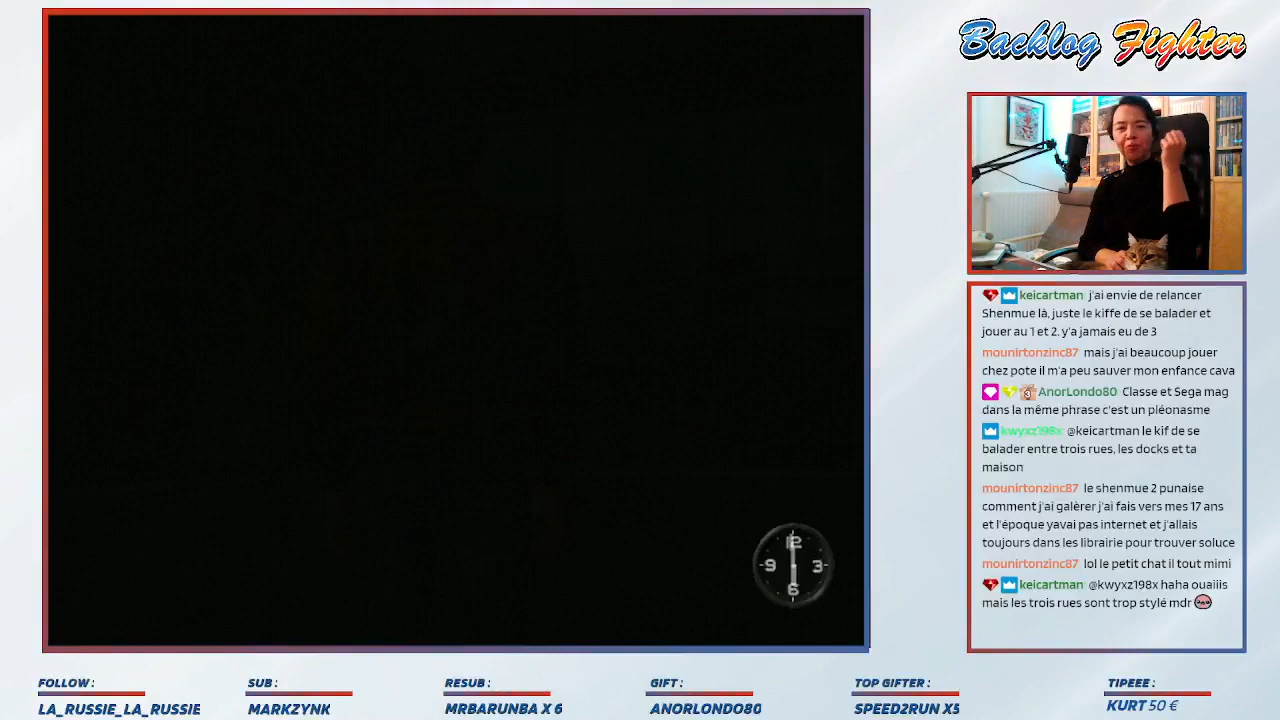 Backlog Fighter
keicartman j'ai envie de relancer
Shenmue là, juste le kiffe de se balader et
jouer au 1 et 2. y'a jamais eu de 3
mounirtonzinc87 mais j'ai beaucoup jouer
chez pote il m'a peu sauver mon enfance cava
AnorLondo80 Classe et Sega mag
dans la même phrase c'est un pléonasme
kwyxz198x @keicartman le kif de se
balader entre trois rues, les docks et ta
maison
mounirtonzinc87 le shenmue 2 punaise
comment j'ai galèrer j'ai fais vers mes 17 ans
et l'époque yavai pas internet et j'allais
toujours dans les librairie pour trouver soluce
mounirtonzinc87 lol le petit chat il tout mimi
keicartman @kwyxz198x haha ouaiiis
mais les trois rues sont trop stylé mdr
12
9 3
6
FOLLOW : SUB : RESUB : GIFT : TOP GIFTER : TIPEEE :
LA_RUSSIE_LA_RUSSIE MARKZYNK MRBARUNBA X 6 ANORLONDO80 SPEED2RUN X5 KURT 50 €